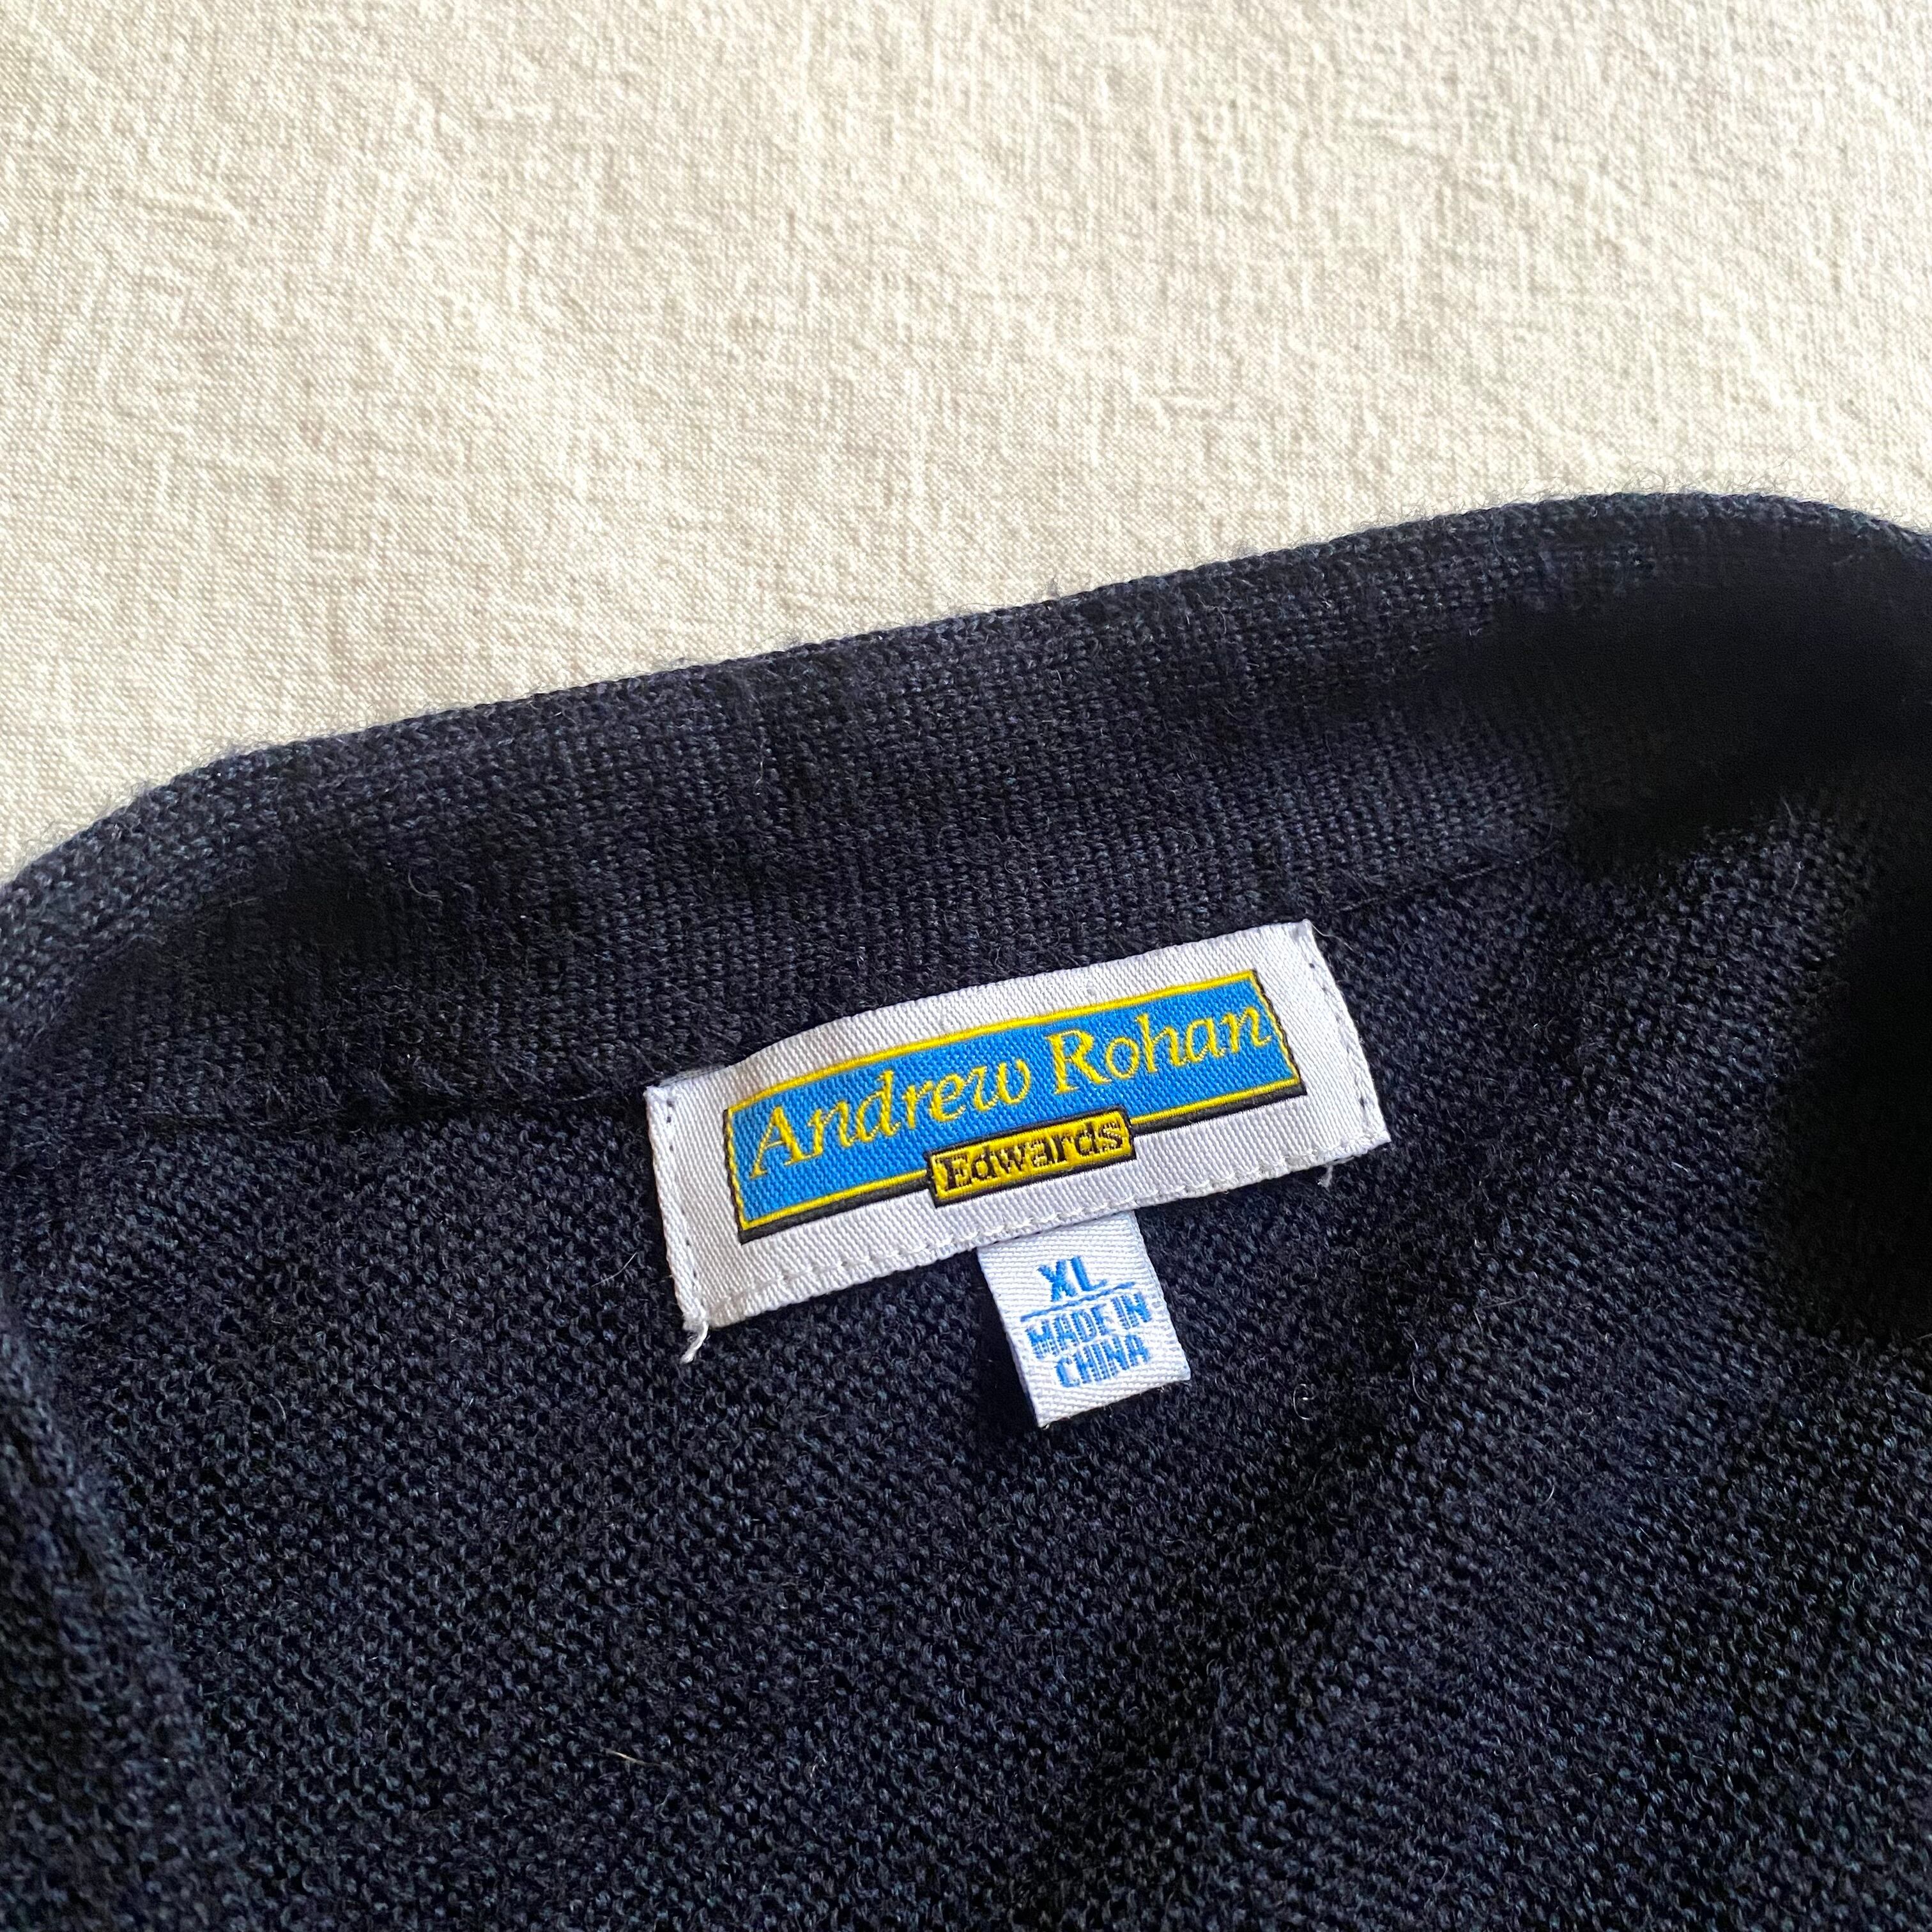 Andrew Rohan
Edwards
XL
MADE IN
CHINA